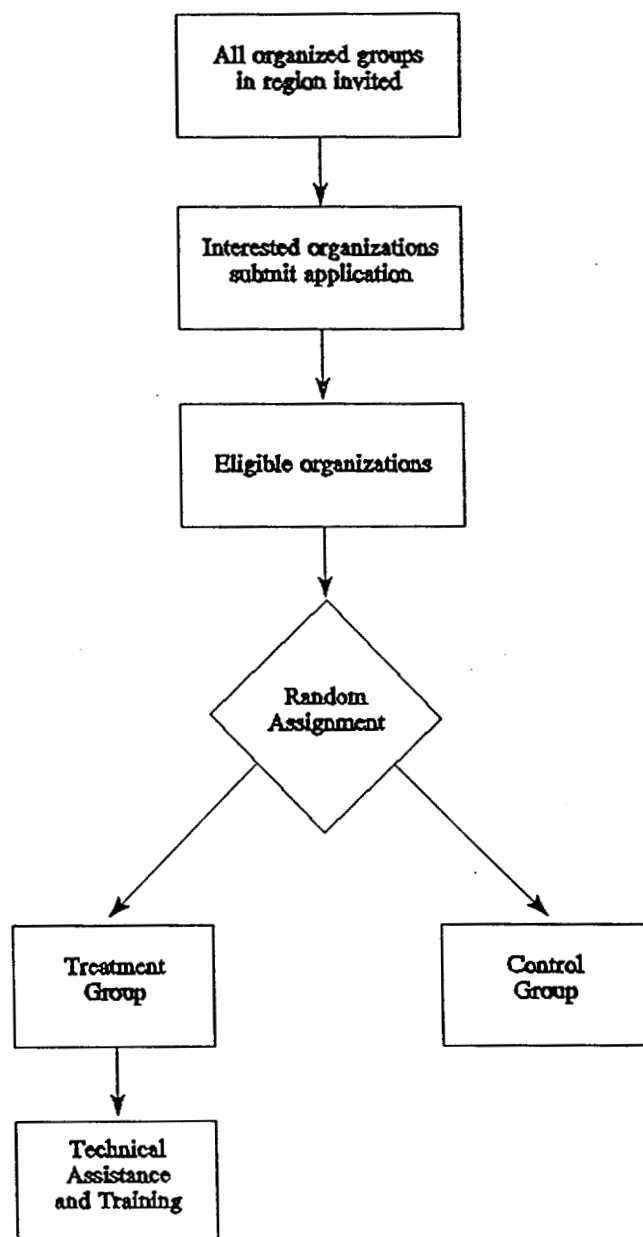 All organized groups
in region invited
Interested organizations
submit application
Eligible organizations
Random
Assignment
Treatment
Group
Control
Group
Technical
Assistance
and Training